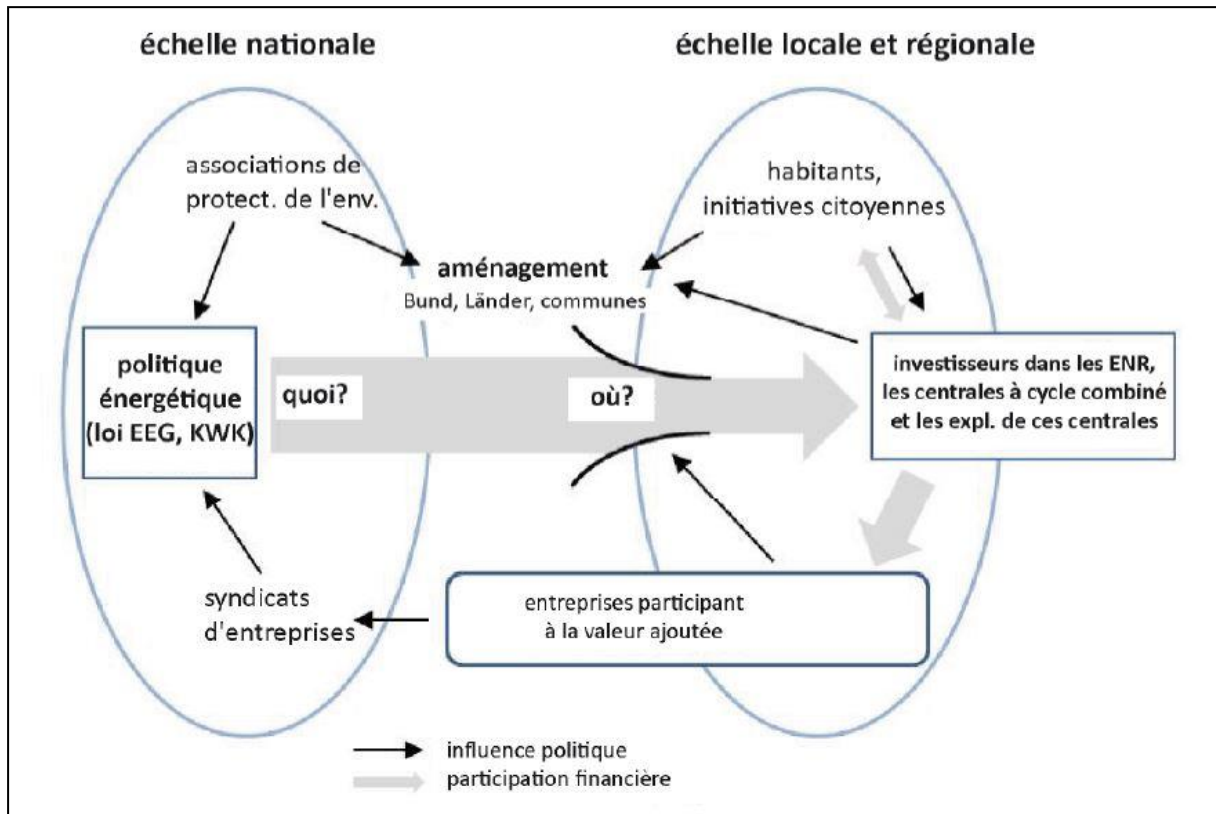 échelle nationale
échelle locale et régionale
associations de
protect. de l'env.
habitants,
initiatives citoyennes
aménagement
Bund, Länder, communes
politique
énergétique
(loi EEG, KWK)
quoi?
où?
investisseurs dans les ENR,
les centrales à cycle combiné
et les expl. de ces centrales
syndicats
d'entreprises
entreprises participant
à la valeur ajoutée
influence politique
participation financière